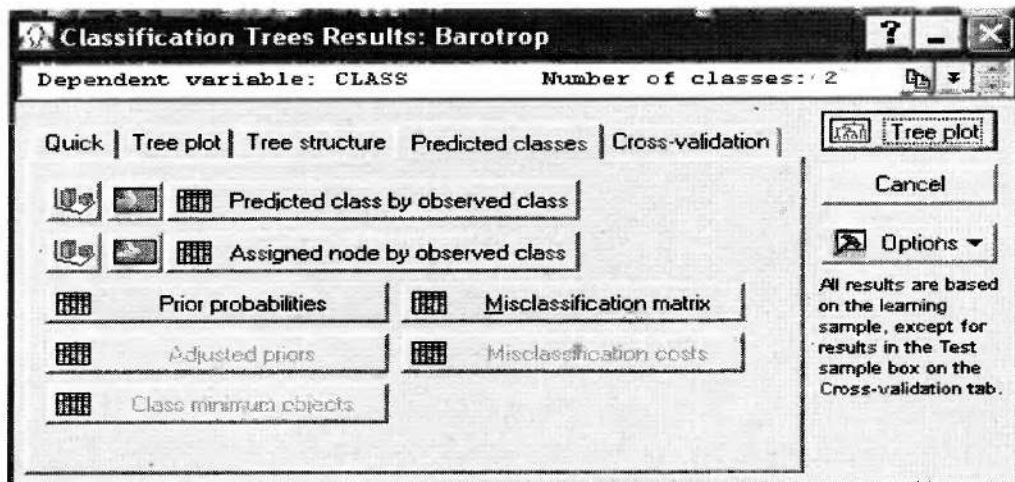 Classification Trees Results: Barotrop
Dependent variable: CLASS Number of classes: 2
Quick Tree plot Tree structure Predicted classes Cross-validation
Predicted class by observed class
Assigned node by observed class
Prior probabilities Misclassification matrix
Adjusted priors Misclassification costs
Class minimum objects
Tree plot
Cancel
Options
All results are based
on the learning
sample, except for
results in the Test
sample box on the
Cross-validation tab.